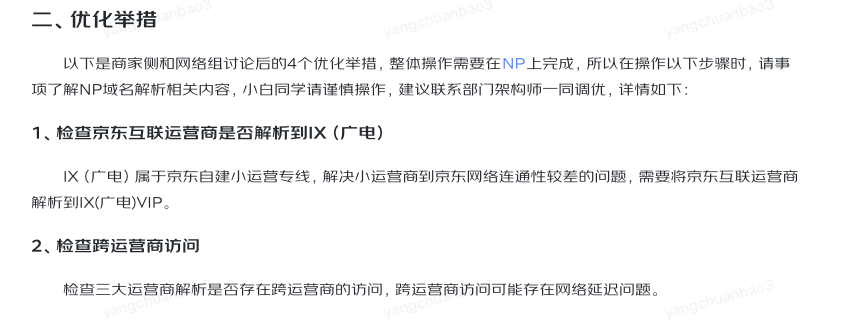 二、优化举措
以下是商家侧和网络组讨论后的4个优化举措，整体操作需要在NP上完成，所以在操作以下步骤时，请事
项了解NP域名解析相关内容，小白同学请谨慎操作，建议联系部门架构师一同调优，详情如下：
1、检查京东互联运营商是否解析到IX（广电）
IX（广电）属于京东自建小运营专线，解决小运营商到京东网络连通性较差的问题，需要将京东互联运营商
解析到IX(广电)VIP。
2、检查跨运营商访问
检查三大运营商解析是否存在跨运营商的访问，跨运营商访问可能存在网络延迟问题。
yangchuanbao3
yangchuanbao3
yangchuanbao3
yangchuanbao3
yangchuanbao3
yangchuanbao3